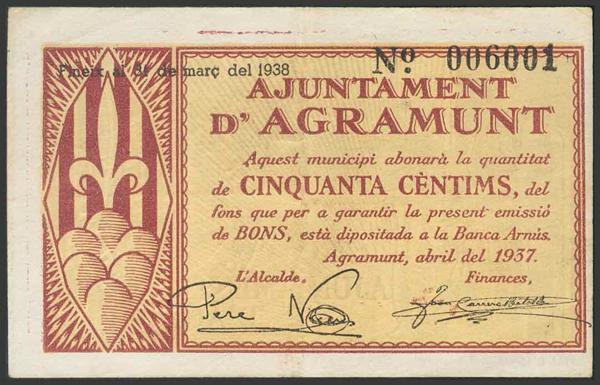 Fineix al 31 de març del 1938
Nº. 006001
AJUNTAMENT
D'AGRAMUNT
Aquest municipi abonarà la quantitat
de CINQUANTA CÈNTIMS, del
fons que per a garantir la present emissió
de BONS, està dipositada a la Banca Arnús.
Agramunt, abril del 1937.
L'Alcalde, Finances,
Pere